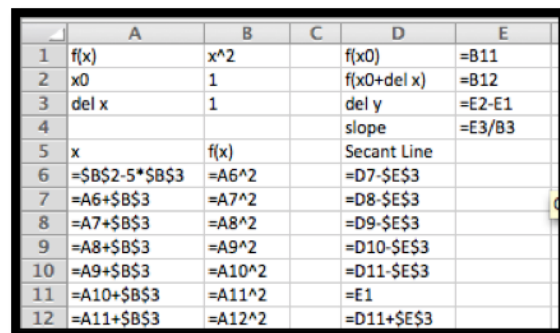 A B C D E
1 f(x) x^2 f(x0) =B11
2 x0 1 f(x0+del x) =B12
3 del x 1 del y =E2-E1
4 slope =E3/B3
5 x f(x) Secant Line
6 =$B$2-5*$B$3 =A6^2 =D7-$E$3
7 =A6+$B$3 =A7^2 =D8-$E$3
8 =A7+$B$3 =A8^2 =D9-$E$3
9 =A8+$B$3 =A9^2 =D10-$E$3
10 =A9+$B$3 =A10^2 =D11-$E$3
11 =A10+$B$3 =A11^2 =E1
12 =A11+$B$3 =A12^2 =D11+$E$3